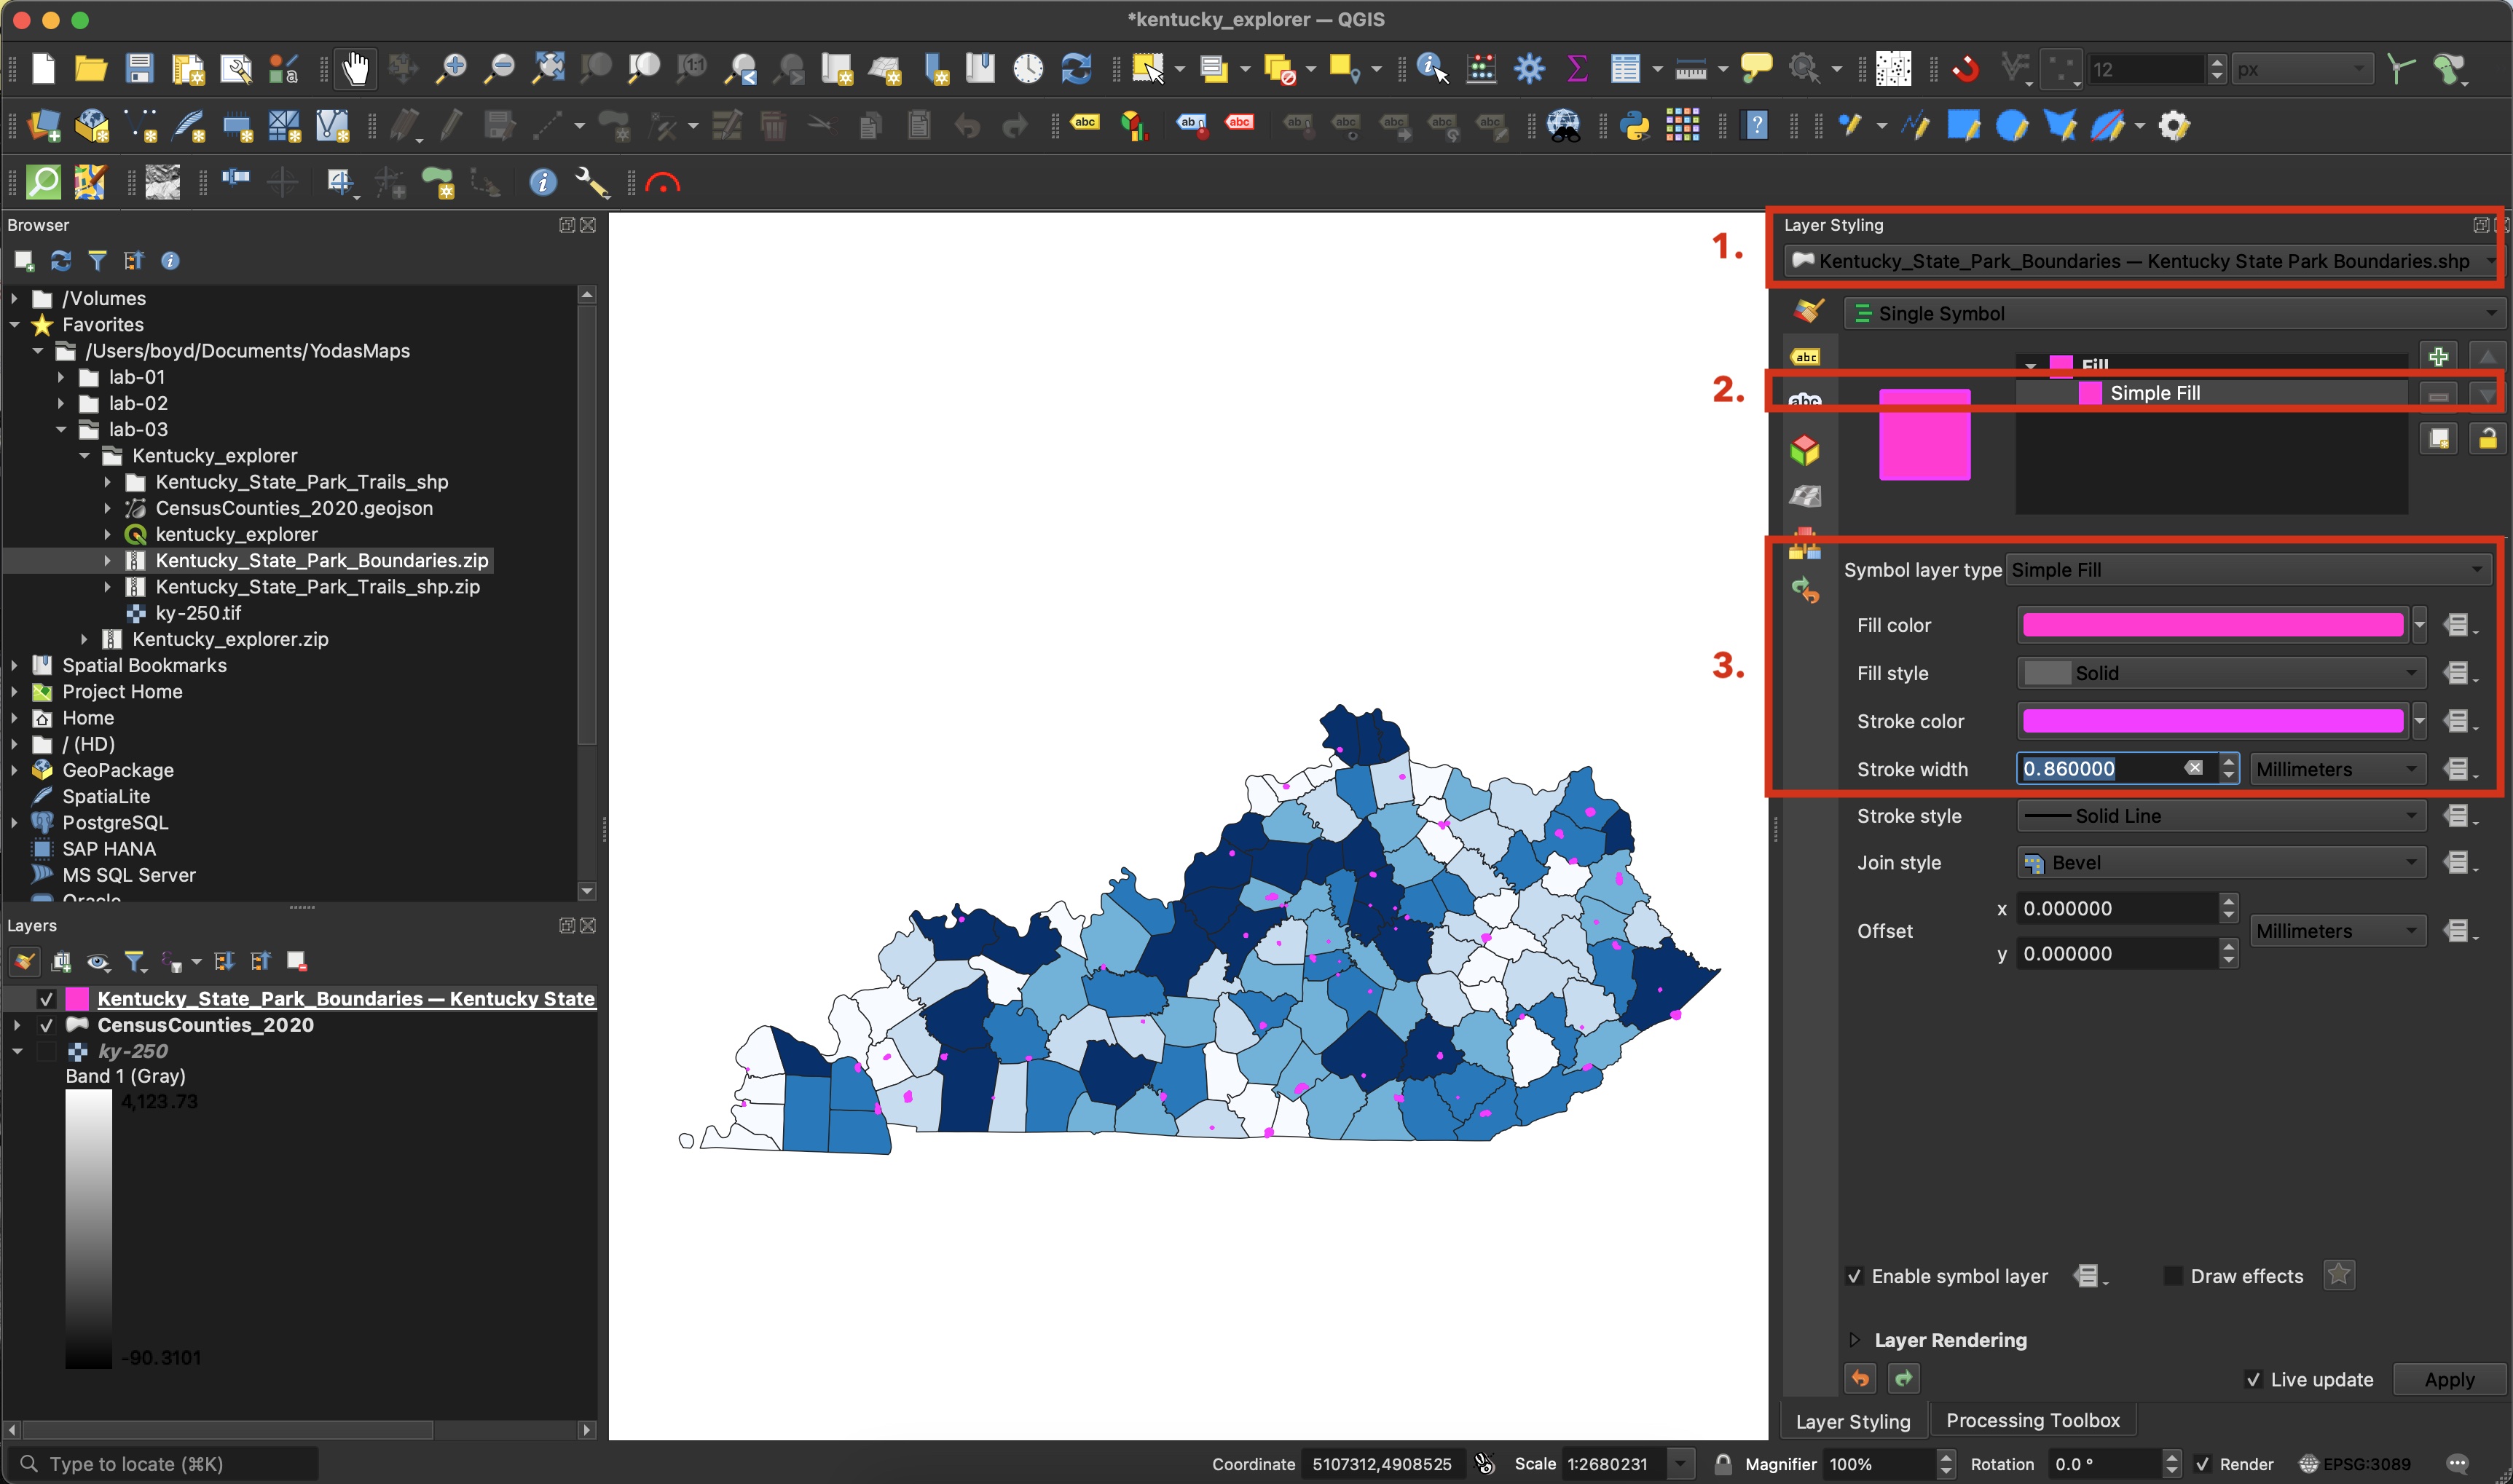 *kentucky_explorer — QGIS
12
px
Browser
/Volumes
Favorites
/Users/boyd/Documents/YodasMaps
lab-01
lab-02
lab-03
Kentucky_explorer
Kentucky_State_Park_Trails_shp
CensusCounties_2020.geojson
kentucky_explorer
Kentucky_State_Park_Boundaries.zip
Kentucky_State_Park_Trails_shp.zip
ky-250.tif
Kentucky_explorer.zip
Spatial Bookmarks
Project Home
Home
/ (HD)
GeoPackage
SpatiaLite
PostgreSQL
SAP HANA
MS SQL Server
Oracle
Layers
Kentucky_State_Park_Boundaries — Kentucky State
CensusCounties_2020
ky-250
Band 1 (Gray)
4,123.73
-90.3101
1.
2.
3.
Layer Styling
Kentucky_State_Park_Boundaries — Kentucky State Park Boundaries.shp
Single Symbol
Fill
Simple Fill
Symbol layer type Simple Fill
Fill color
Fill style Solid
Stroke color
Stroke width 0.860000 Millimeters
Stroke style Solid Line
Join style Bevel
Offset x 0.000000 Millimeters
y 0.000000
Enable symbol layer Draw effects
Layer Rendering
Live update Apply
Layer Styling Processing Toolbox
Type to locate (⌘K) Coordinate 5107312,4908525 Scale 1:2680231 Magnifier 100% Rotation 0.0 ° Render EPSG:3089